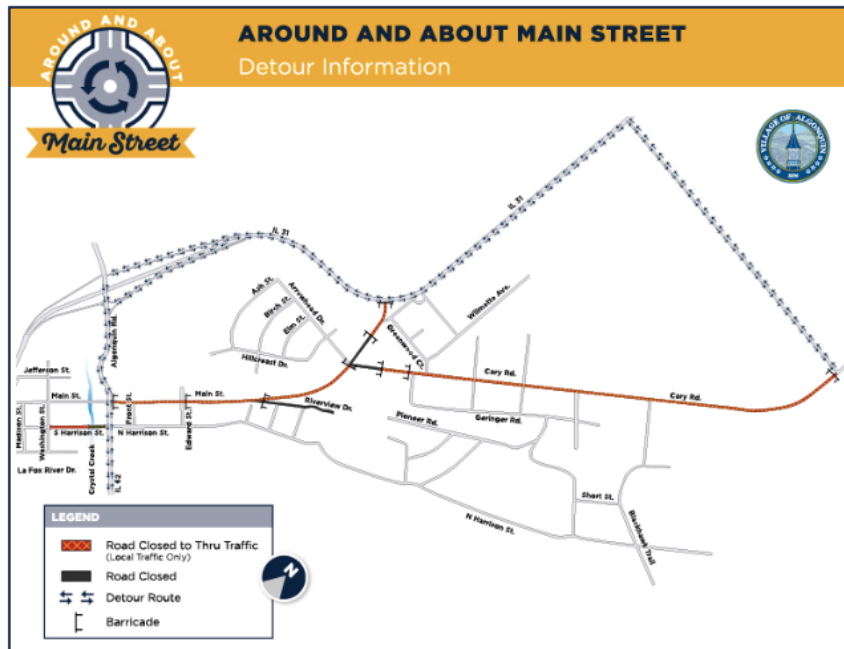 AROUND AND ABOUT
Main Street
AROUND AND ABOUT MAIN STREET
Detour Information
VILLAGE OF ALGONQUIN
IL 31
IL 31
Ash St.
Arrowhead Dr.
Birch St.
Elm St.
Hillcrest Dr.
Greenwood Ct.
Wilmette Ave.
Algonquin Rd.
Jefferson St.
Main St.
Front St.
Main St.
Cary Rd.
Cary Rd.
Riverview Dr.
Geringer Rd.
Pioneer Rd.
Madison St.
Washington St.
S Harrison St.
N Harrison St.
Edward St.
La Fox River Dr.
Crystal Creek
IL 62
N Harrison St.
Short St.
Blackhawk Trail
LEGEND
Road Closed to Thru Traffic
(Local Traffic Only)
Road Closed
Detour Route
Barricade
N